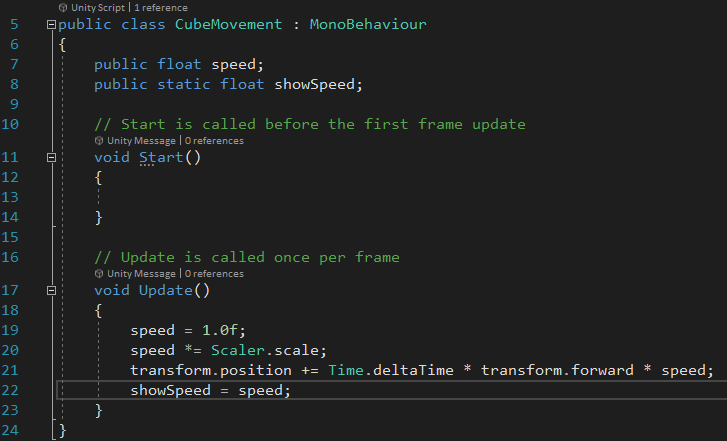 Unity Script | 1 reference
5 public class CubeMovement : MonoBehaviour
6 {
7 public float speed;
8 public static float showSpeed;
9
10 // Start is called before the first frame update
Unity Message | 0 references
11 void Start()
12 {
13
14 }
15
16 // Update is called once per frame
Unity Message | 0 references
17 void Update()
18 {
19 speed = 1.0f;
20 speed *= Scaler.scale;
21 transform.position += Time.deltaTime * transform.forward * speed;
22 showSpeed = speed;
23 }
24 }